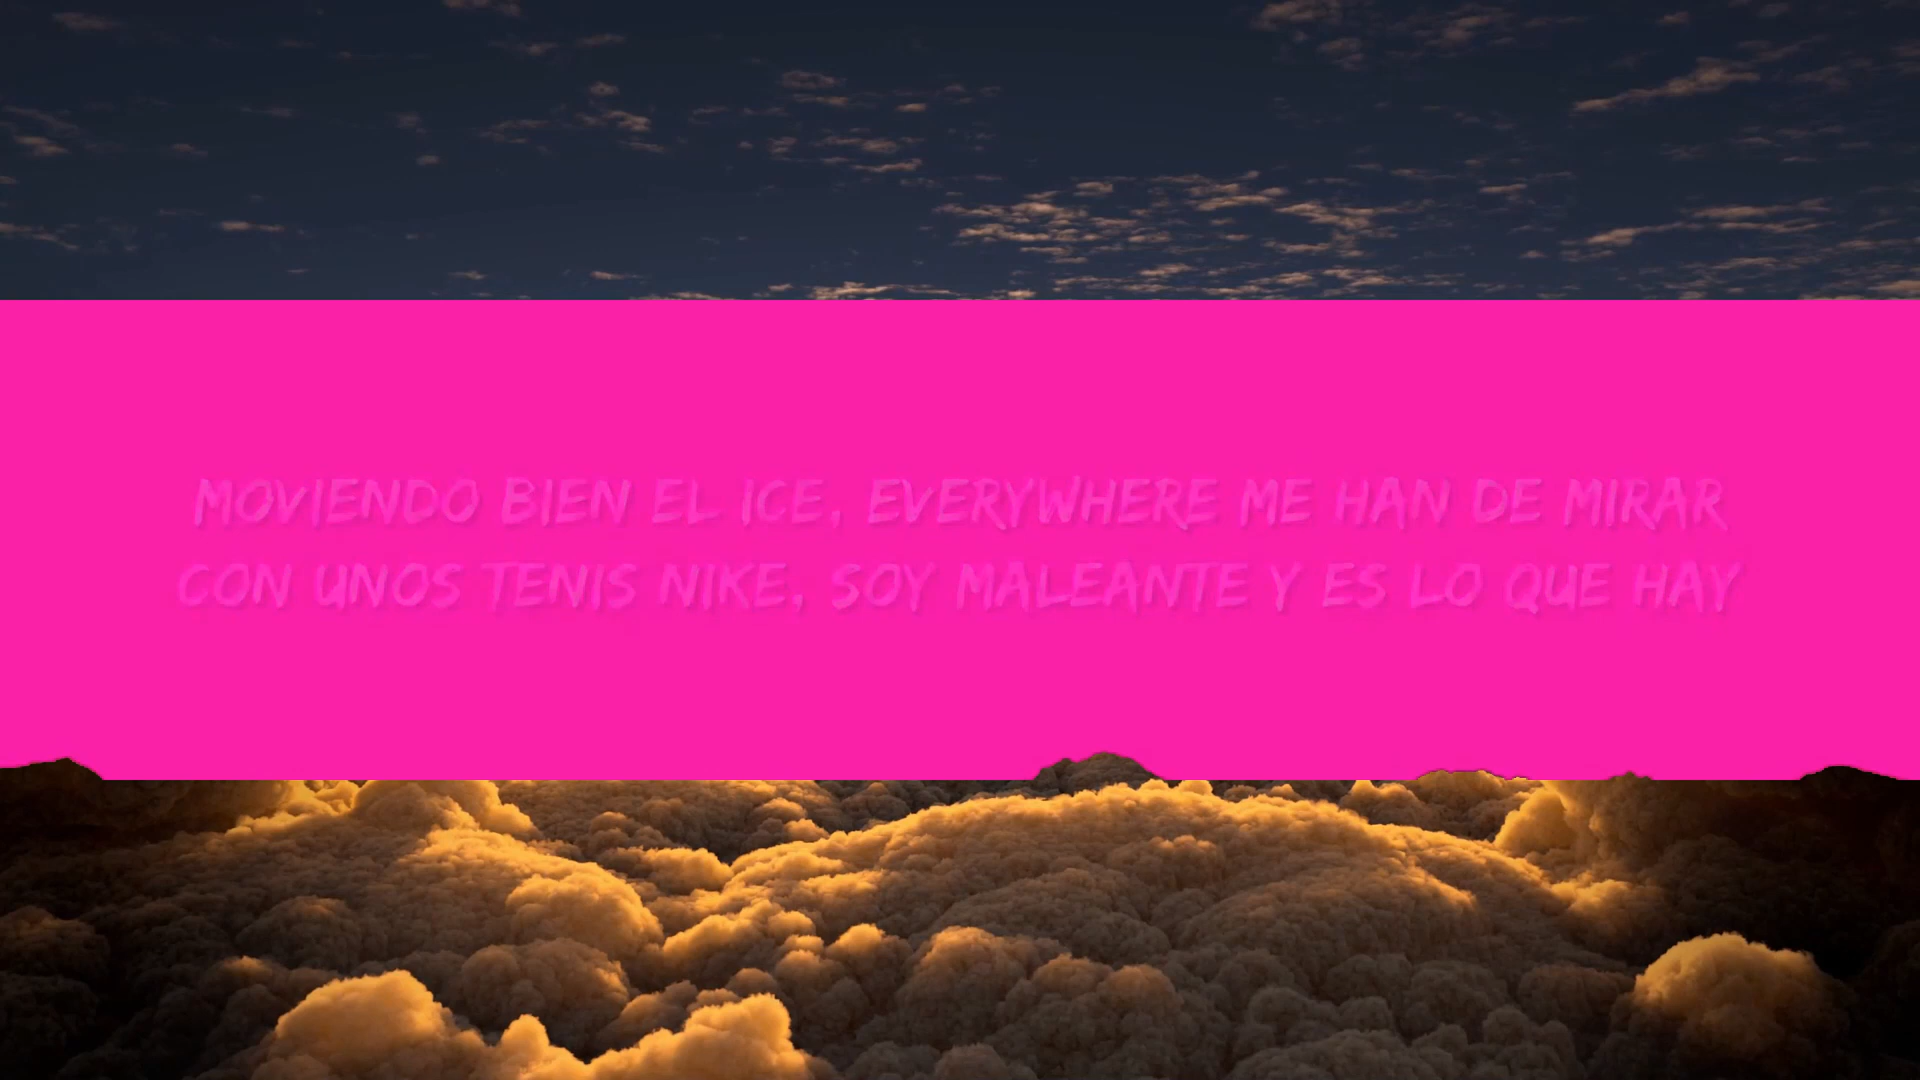 MOVIENDO BIEN EL ICE, EVERYWHERE ME HAN DE MIRAR
CON UNOS TENIS NIKE, SOY MALEANTE Y ES LO QUE HAY